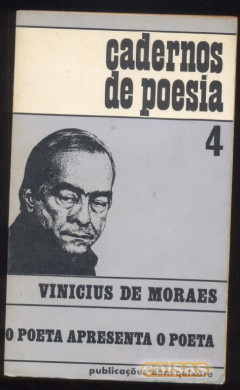 cadernos
de poesia
4
VINICIUS DE MORAES
O POETA APRESENTA O POETA
publicações